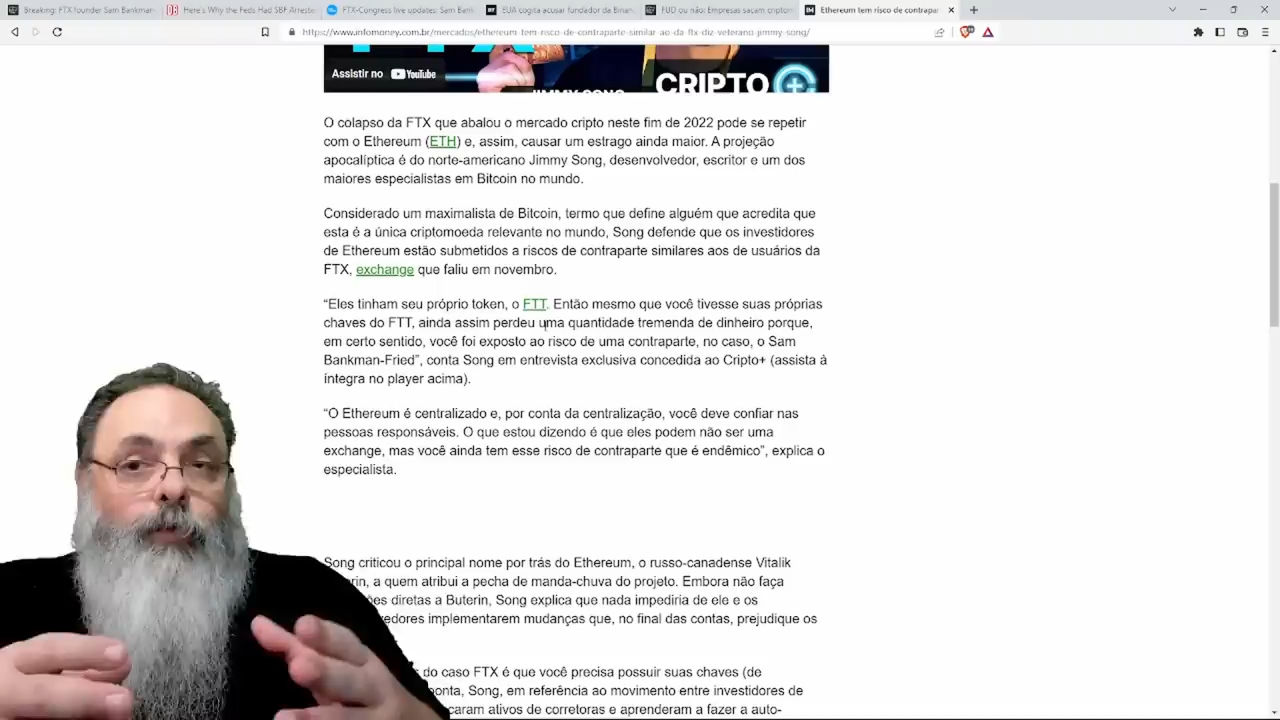 Breaking: FTX founder Sam Bankman-
Here's Why the Feds Had SBF Arreste
FTX-Congress live updates: Sam Bank
EUA cogita acusar fundador da Binan
FUD ou não: Empresas sacam criptom
Ethereum tem risco de contrapar
https://www.infomoney.com.br/mercados/ethereum-tem-risco-de-contraparte-similar-ao-da-ftx-diz-veterano-jimmy-song/
Assistir no YouTube
JIMMY SONG
CRIPTO
O colapso da FTX que abalou o mercado cripto neste fim de 2022 pode se repetir
com o Ethereum (ETH) e, assim, causar um estrago ainda maior. A projeção
apocalíptica é do norte-americano Jimmy Song, desenvolvedor, escritor e um dos
maiores especialistas em Bitcoin no mundo.
Considerado um maximalista de Bitcoin, termo que define alguém que acredita que
esta é a única criptomoeda relevante no mundo, Song defende que os investidores
de Ethereum estão submetidos a riscos de contraparte similares aos de usuários da
FTX, exchange que faliu em novembro.
“Eles tinham seu próprio token, o FTT. Então mesmo que você tivesse suas próprias
chaves do FTT, ainda assim perdeu uma quantidade tremenda de dinheiro porque,
em certo sentido, você foi exposto ao risco de uma contraparte, no caso, o Sam
Bankman-Fried”, conta Song em entrevista exclusiva concedida ao Cripto+ (assista à
íntegra no player acima).
“O Ethereum é centralizado e, por conta da centralização, você deve confiar nas
pessoas responsáveis. O que estou dizendo é que eles podem não ser uma
exchange, mas você ainda tem esse risco de contraparte que é endêmico”, explica o
especialista.
Song criticou o principal nome por trás do Ethereum, o russo-canadense Vitalik
a quem atribui a pecha de manda-chuva do projeto. Embora não faça
diretas a Buterin, Song explica que nada impediria de ele e os
implementarem mudanças que, no final das contas, prejudique os
do caso FTX é que você precisa possuir suas chaves (de
Song, em referência ao movimento entre investidores de
ativos de corretoras e aprenderam a fazer a auto-